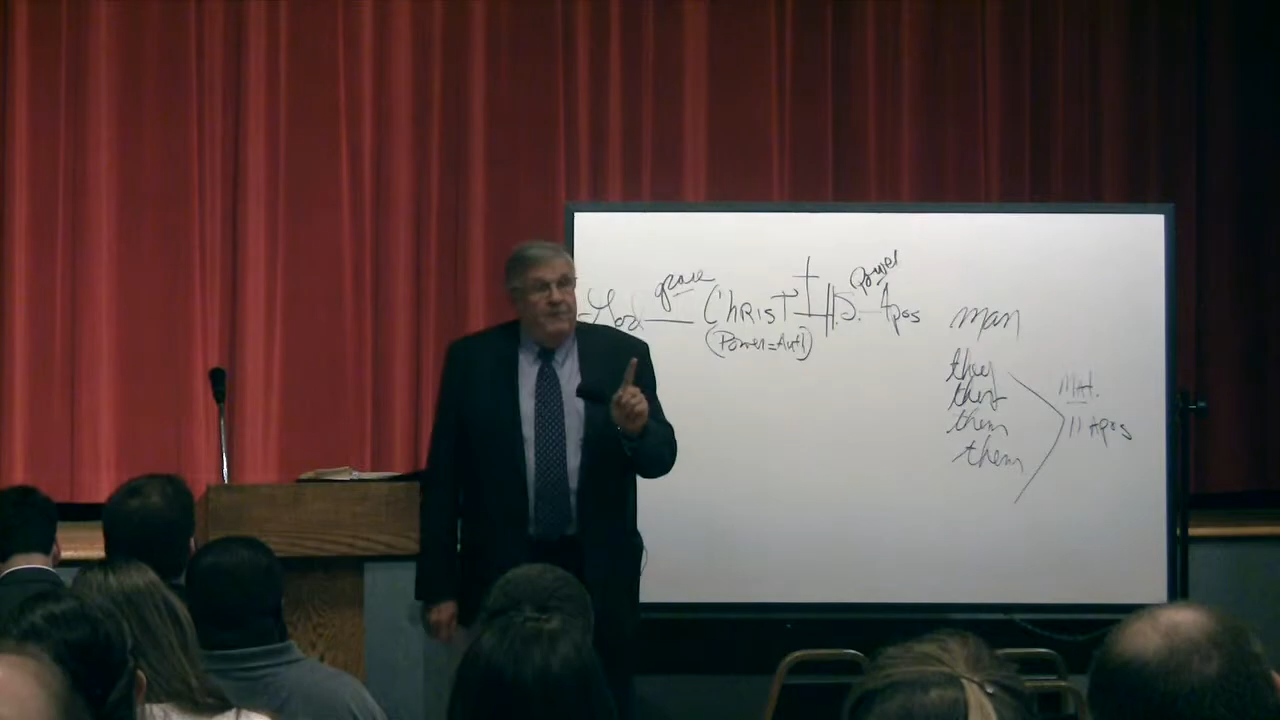 grace Power
God ChRisT H.S. Apos man
(Power=Auth)
they
they
them
them
Mat.
11 Apos